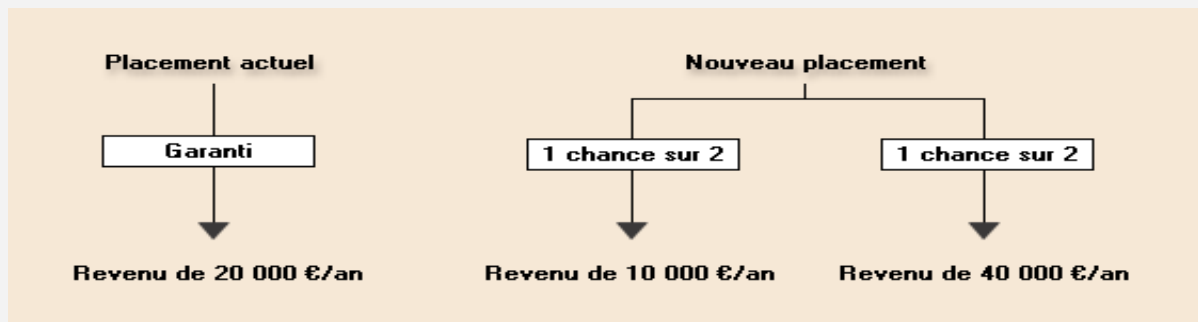 Placement actuel
Nouveau placement
Garanti
1 chance sur 2
1 chance sur 2
Revenu de 20 000 €/an
Revenu de 10 000 €/an
Revenu de 40 000 €/an